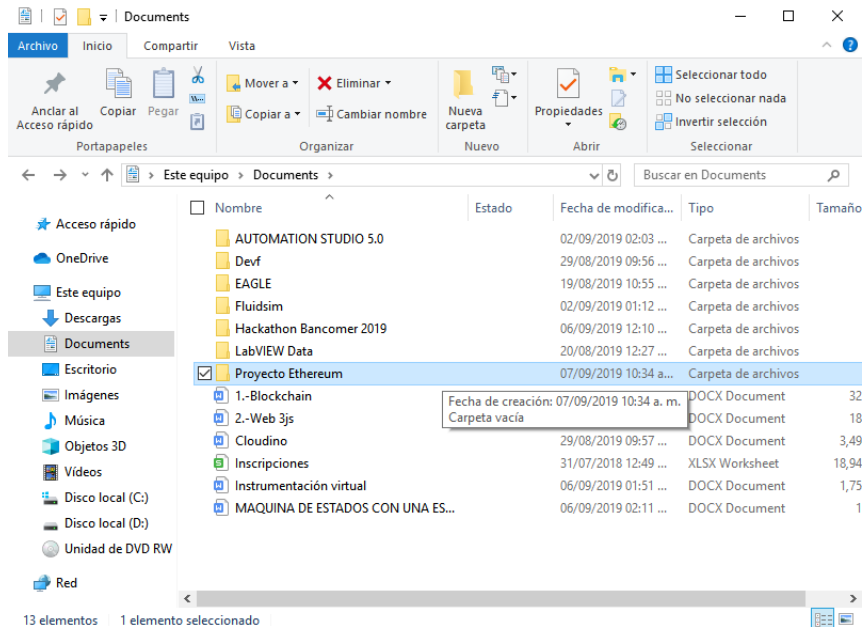 Documents
Archivo Inicio Compartir Vista
Anclar al Acceso rápido
Copiar
Pegar
Mover a
Copiar a
Eliminar
Cambiar nombre
Nueva carpeta
Propiedades
Seleccionar todo
No seleccionar nada
Invertir selección
Portapapeles Organizar Nuevo Abrir Seleccionar
Este equipo > Documents >
Buscar en Documents
Acceso rápido
OneDrive
Este equipo
Descargas
Documents
Escritorio
Imágenes
Música
Objetos 3D
Vídeos
Disco local (C:)
Disco local (D:)
Unidad de DVD RW
Red
Nombre Estado Fecha de modifica... Tipo Tamaño
AUTOMATION STUDIO 5.0 02/09/2019 02:03 ... Carpeta de archivos
Devf 29/08/2019 09:56 ... Carpeta de archivos
EAGLE 19/08/2019 10:55 ... Carpeta de archivos
Fluidsim 02/09/2019 01:12 ... Carpeta de archivos
Hackathon Bancomer 2019 06/09/2019 12:10 ... Carpeta de archivos
LabVIEW Data 20/08/2019 12:27 ... Carpeta de archivos
Proyecto Ethereum 07/09/2019 10:34 a... Carpeta de archivos
1.-Blockchain DOCX Document 32
2.-Web 3js DOCX Document 18
Fecha de creación: 07/09/2019 10:34 a. m.
Carpeta vacía
Cloudino 29/08/2019 09:57 ... DOCX Document 3,49
Inscripciones 31/07/2018 12:49 ... XLSX Worksheet 18,94
Instrumentación virtual 06/09/2019 01:51 ... DOCX Document 1,75
MAQUINA DE ESTADOS CON UNA ES... 06/09/2019 02:11 ... DOCX Document 1
13 elementos 1 elemento seleccionado